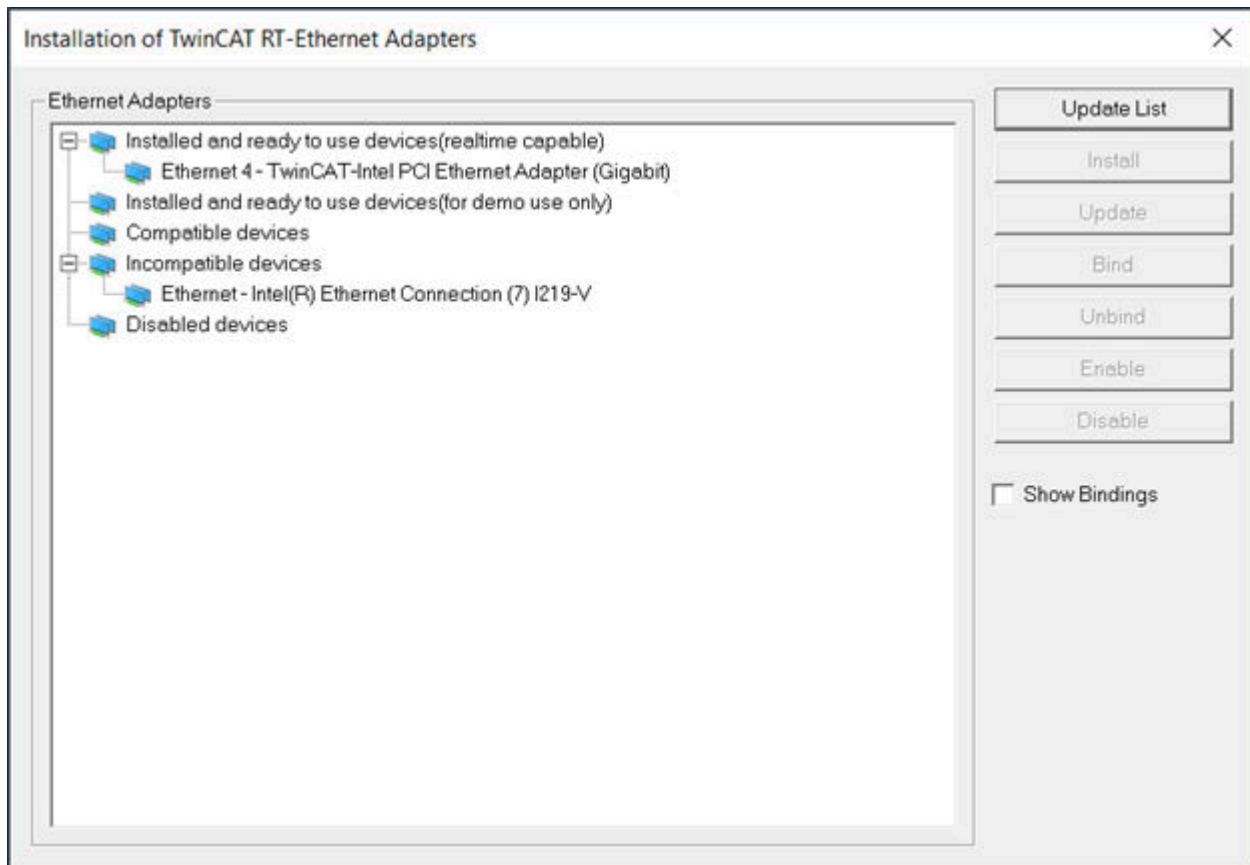 Installation of TwinCAT RT-Ethernet Adapters
Ethernet Adapters
Installed and ready to use devices(realtime capable)
Ethernet 4 - TwinCAT-Intel PCI Ethernet Adapter (Gigabit)
Installed and ready to use devices(for demo use only)
Compatible devices
Incompatible devices
Ethernet - Intel(R) Ethernet Connection (7) I219-V
Disabled devices
Update List
Install
Update
Bind
Unbind
Enable
Disable
Show Bindings